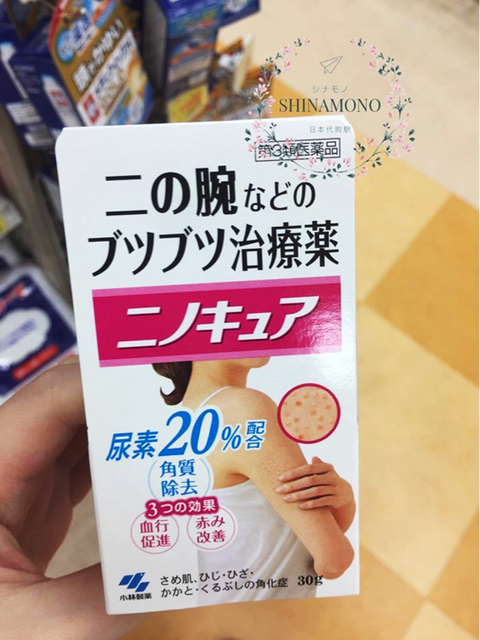 シナモノ
SHINAMONO
日本代購駅
第3類医薬品
二の腕などの
ブツブツ治療薬
ニノキュア
尿素20%配合
角質
除去
3つの効果
血行
促進
赤み
改善
さめ肌、ひじ・ひざ・
かかと・くるぶしの角化症
30g
小林製薬